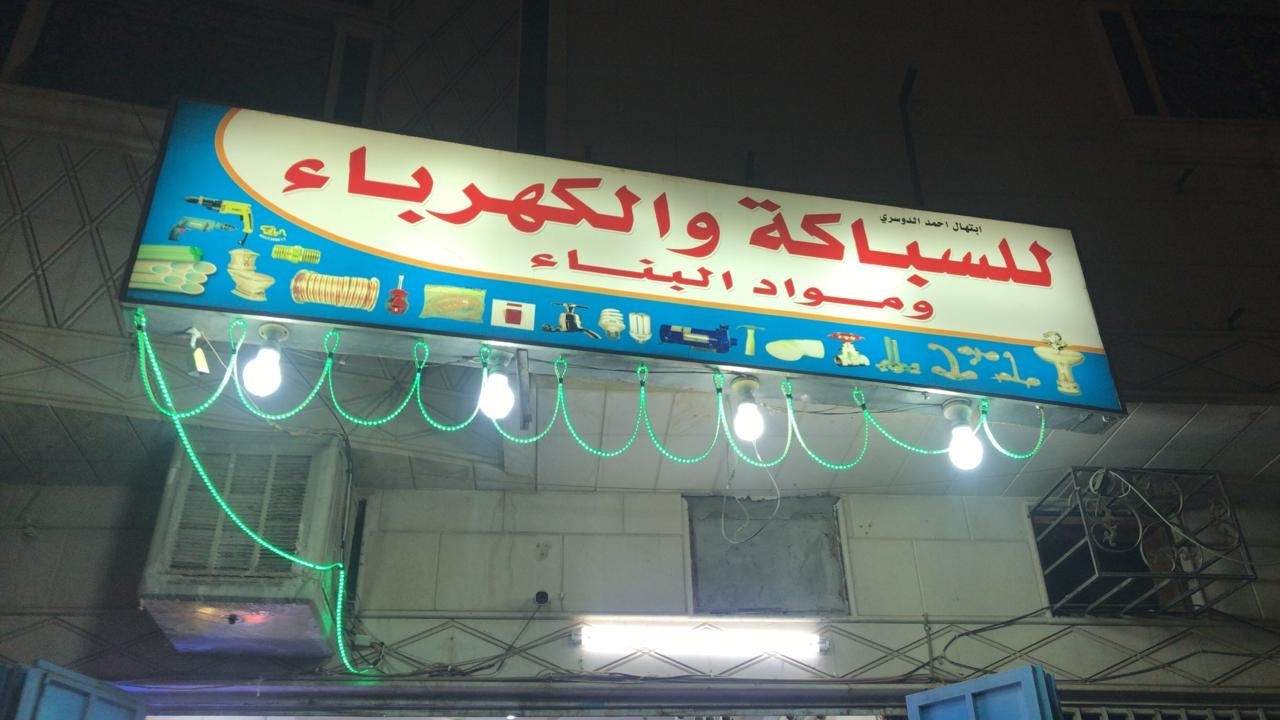 ابتهال احمد الدوسري
للسباكة والكهرباء
ومواد البناء